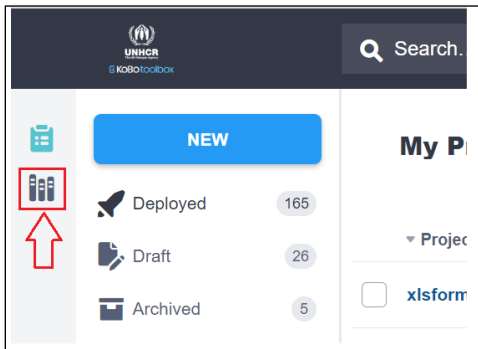 UNHCR
KoBotoolbox
Search..
NEW
My P
Deployed 165
Projec
Draft 26
xlsform
Archived 5